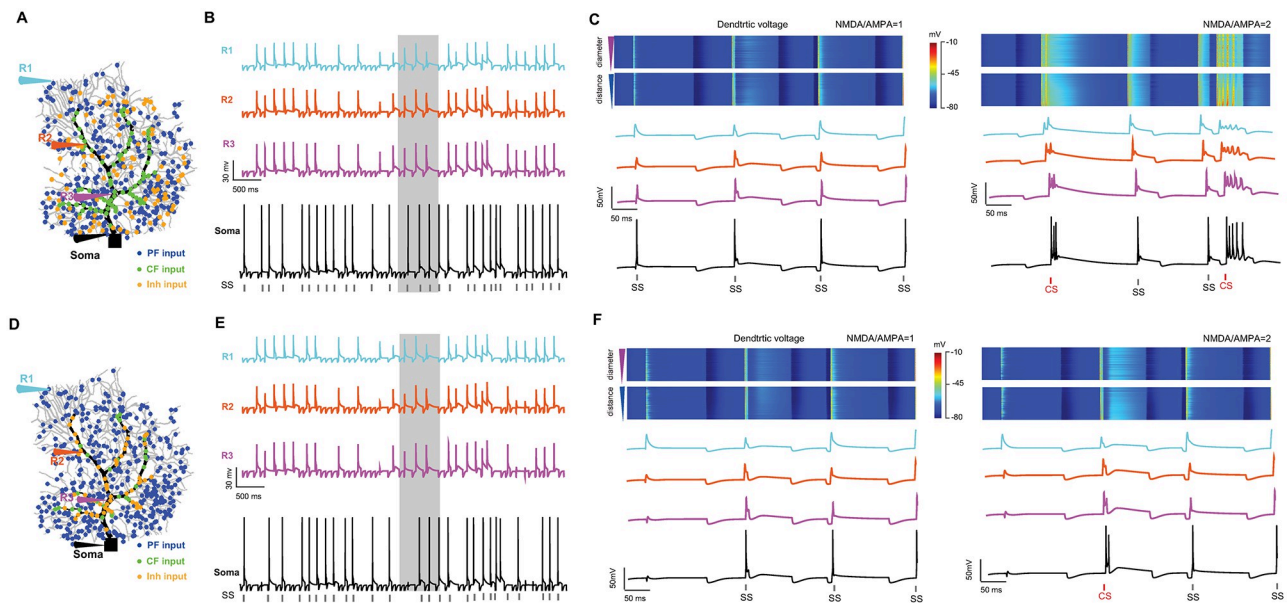 A
R1
R2
R3
Soma
PF input
CF input
Inh input
B
R1
R2
R3
30 mv
500 ms
Soma
SS
C
Dendtrtic voltage
NMDA/AMPA=1
mV
-10
-45
-80
NMDA/AMPA=2
diameter
distance
50mV
50 ms
SS
SS
SS
SS
50mV
50 ms
CS
SS
SS
CS
D
R1
R2
R3
Soma
PF input
CF input
Inh input
E
R1
R2
R3
30 mv
500 ms
Soma
SS
F
Dendtrtic voltage
NMDA/AMPA=1
mV
-10
-45
-80
NMDA/AMPA=2
diameter
distance
50mV
50 ms
SS
SS
SS
50mV
50 ms
CS
SS
SS